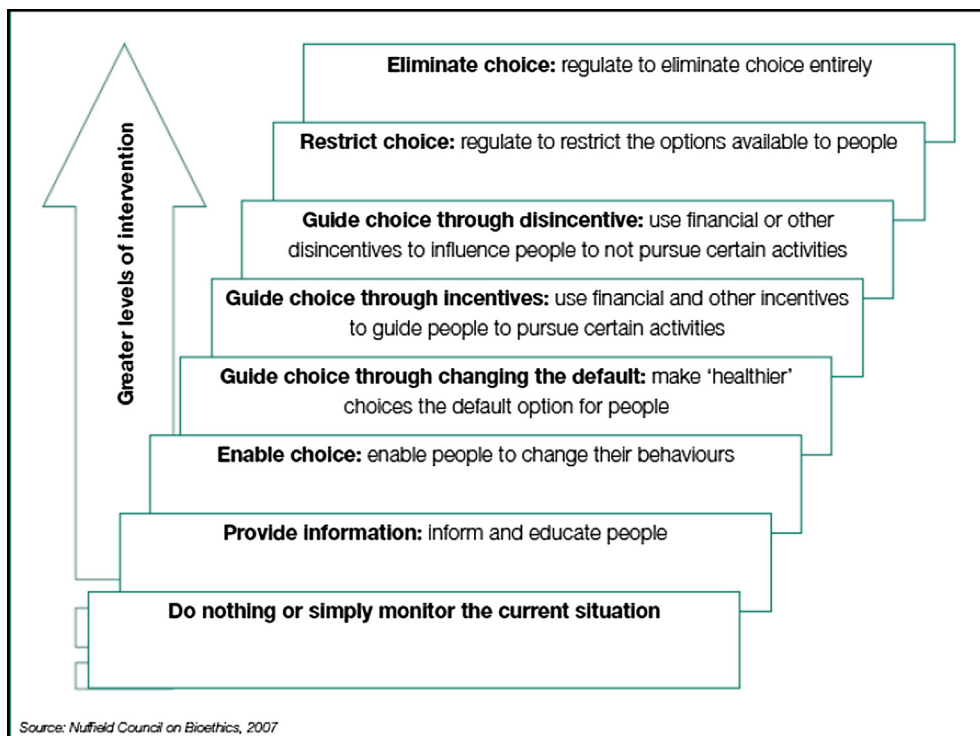 Greater levels of intervention
Eliminate choice: regulate to eliminate choice entirely
Restrict choice: regulate to restrict the options available to people
Guide choice through disincentive: use financial or other
disincentives to influence people to not pursue certain activities
Guide choice through incentives: use financial and other incentives
to guide people to pursue certain activities
Guide choice through changing the default: make ‘healthier’
choices the default option for people
Enable choice: enable people to change their behaviours
Provide information: inform and educate people
Do nothing or simply monitor the current situation
Source: Nuffield Council on Bioethics, 2007